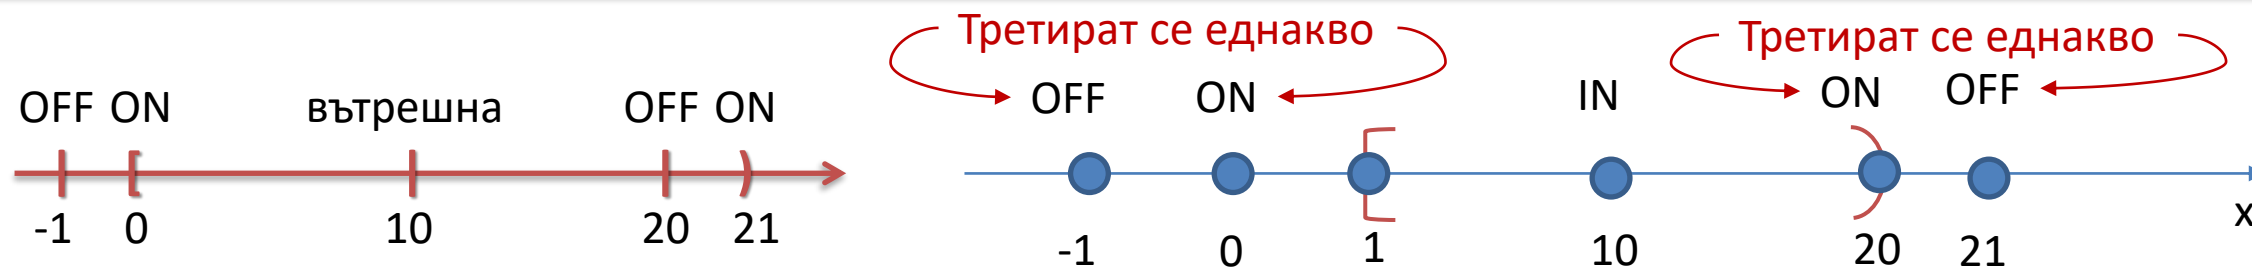 OFF ON вътрешна OFF ON
-1 0 10 20 21
Третират се еднакво Третират се еднакво
OFF ON IN ON OFF
x
-1 0 1 10 20 21